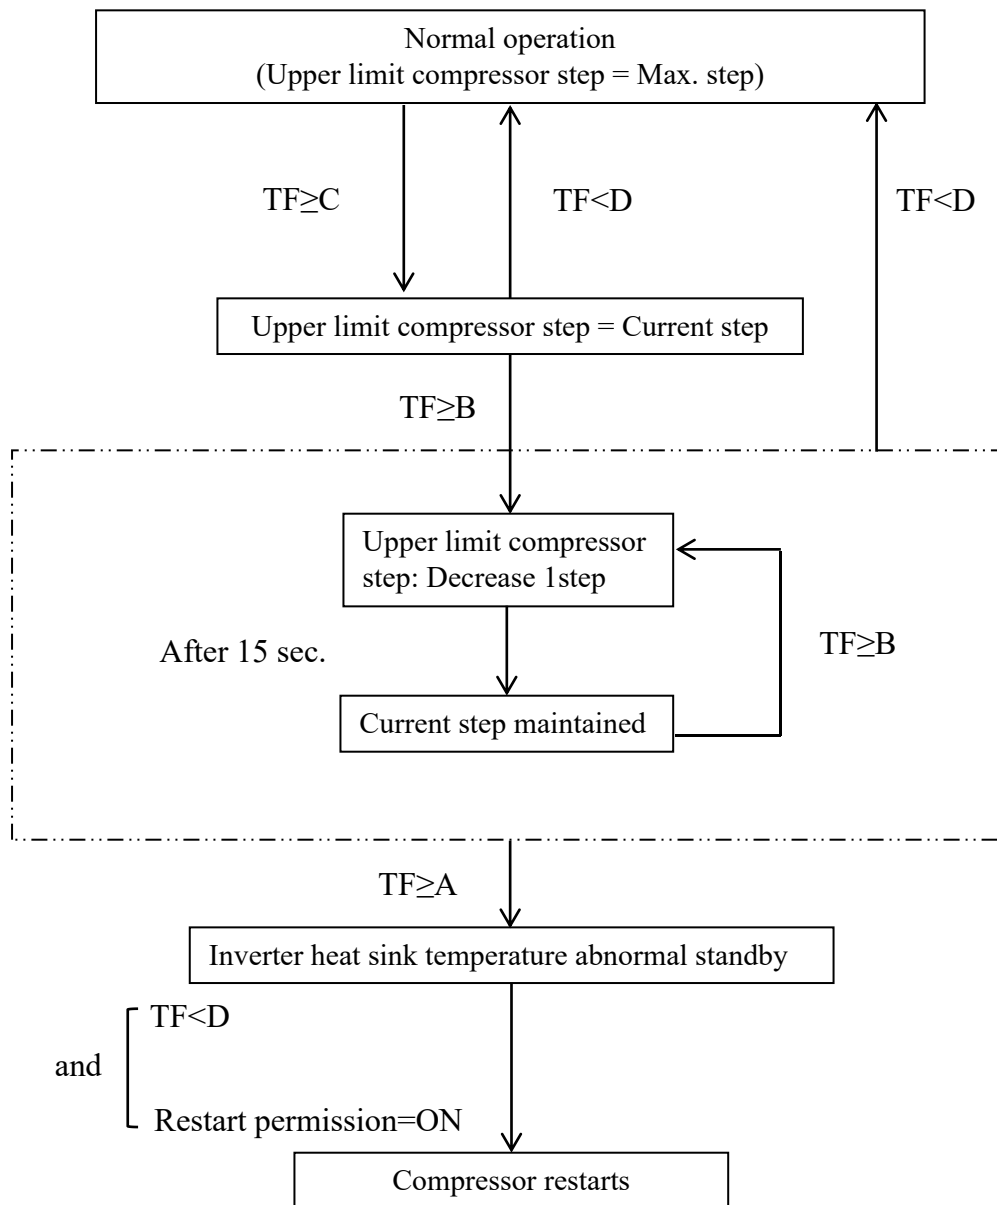 Normal operation
(Upper limit compressor step = Max. step)
TF≥C
TF<D
TF<D
Upper limit compressor step = Current step
TF≥B
Upper limit compressor
step: Decrease 1step
After 15 sec.
TF≥B
Current step maintained
TF≥A
Inverter heat sink temperature abnormal standby
TF<D
and
Restart permission=ON
Compressor restarts